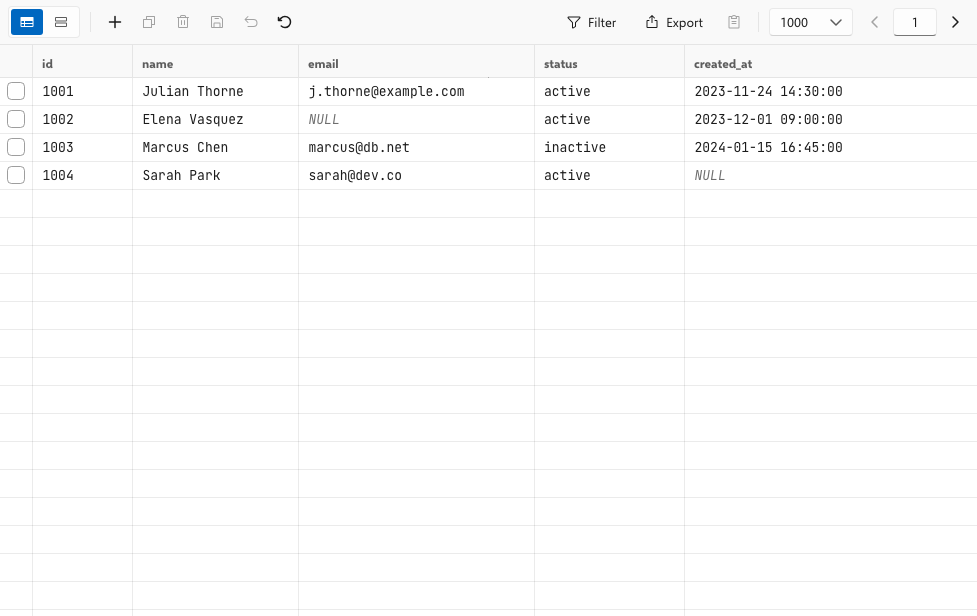 Filter Export 1000 1
id name email status created_at
1001 Julian Thorne j.thorne@example.com active 2023-11-24 14:30:00
1002 Elena Vasquez NULL active 2023-12-01 09:00:00
1003 Marcus Chen marcus@db.net inactive 2024-01-15 16:45:00
1004 Sarah Park sarah@dev.co active NULL